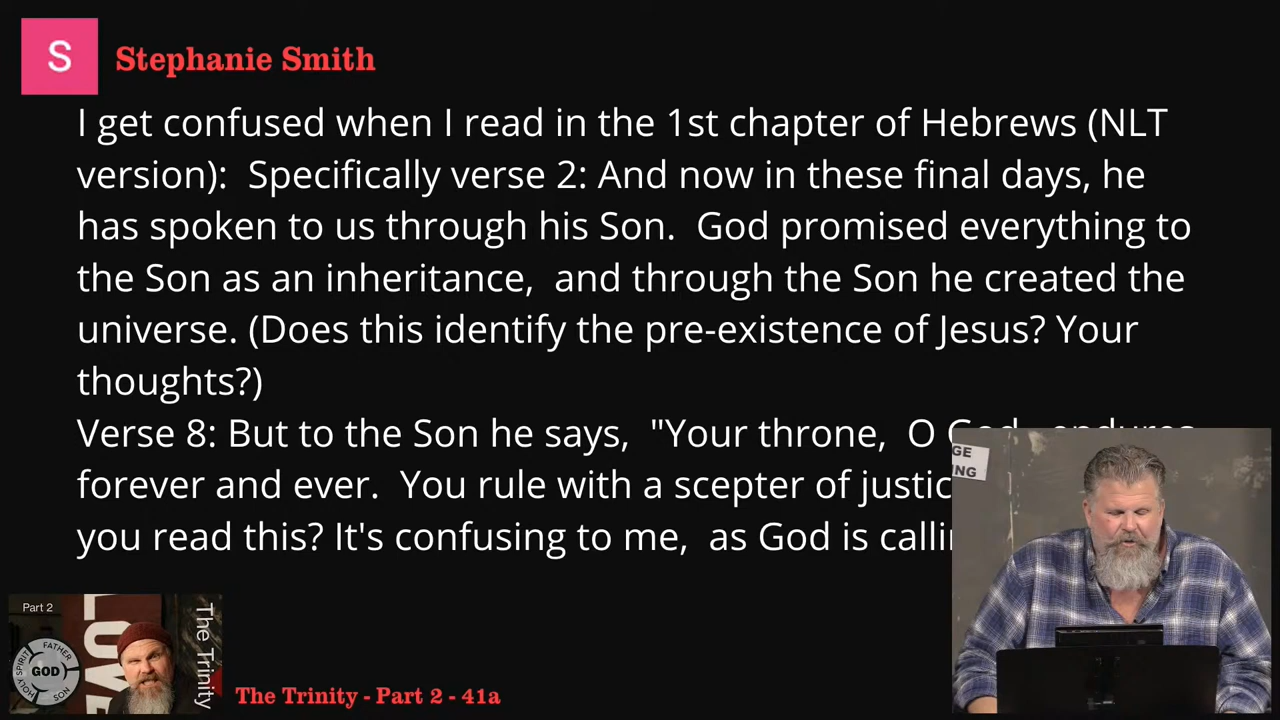 S
Stephanie Smith
I get confused when I read in the 1st chapter of Hebrews (NLT
version):  Specifically verse 2: And now in these final days, he
has spoken to us through his Son.  God promised everything to
the Son as an inheritance,  and through the Son he created the
universe. (Does this identify the pre-existence of Jesus? Your
thoughts?)
Verse 8: But to the Son he says,  "Your throne,  O God
forever and ever.  You rule with a scepter of
you read this? It's confusing to me,  as God is
GE
NG
Part 2
LOVE
The Trinity
FATHER
HOLY SPIRIT
GOD
SON
The Trinity - Part 2 - 41a